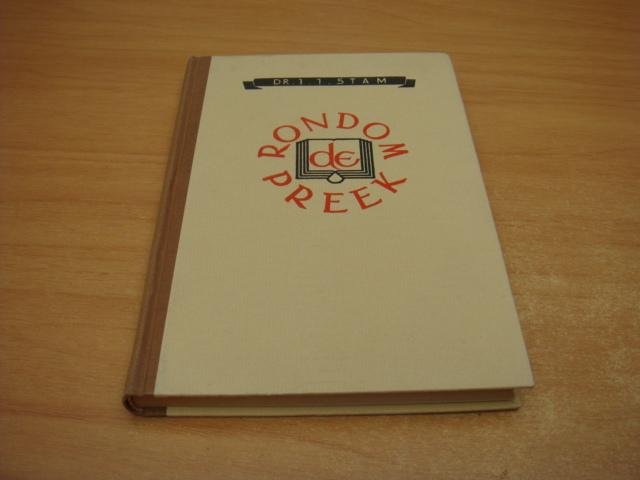 DR. J. J. STAM
RONDOM
de
PREEK